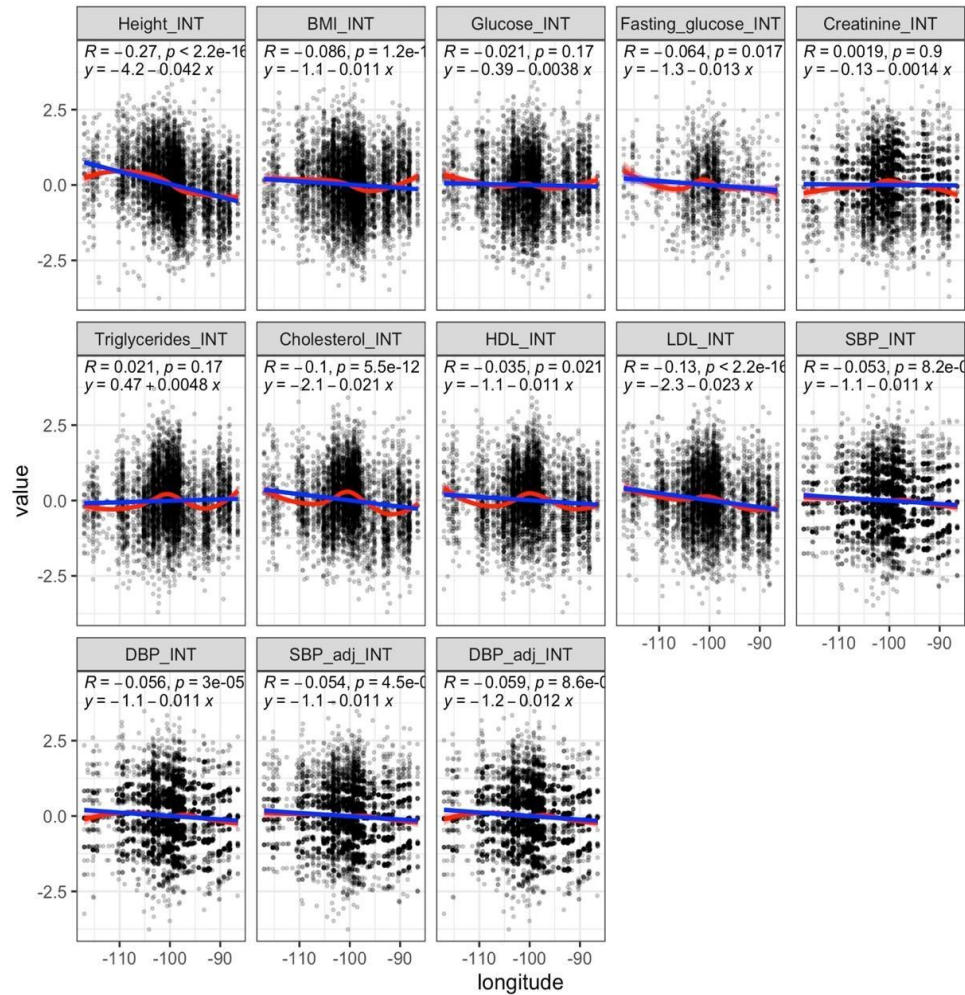 Height_INT
R = −0.27, p < 2.2e-16
y = −4.2 − 0.042 x
BMI_INT
R = −0.086, p = 1.2e-1
y = −1.1 − 0.011 x
Glucose_INT
R = −0.021, p = 0.17
y = −0.39 − 0.0038 x
Fasting_glucose_INT
R = −0.064, p = 0.017
y = −1.3 − 0.013 x
Creatinine_INT
R = 0.0019, p = 0.9
y = −0.13 − 0.0014 x
2.5
0.0
-2.5
Triglycerides_INT
R = 0.021, p = 0.17
y = 0.47 + 0.0048 x
Cholesterol_INT
R = −0.1, p = 5.5e-12
y = −2.1 − 0.021 x
HDL_INT
R = −0.035, p = 0.021
y = −1.1 − 0.011 x
LDL_INT
R = −0.13, p < 2.2e-16
y = −2.3 − 0.023 x
SBP_INT
R = −0.053, p = 8.2e-0
y = −1.1 − 0.011 x
value
2.5
0.0
-2.5
-110 -100 -90
-110 -100 -90
DBP_INT
R = −0.056, p = 3e-05
y = −1.1 − 0.011 x
SBP_adj_INT
R = −0.054, p = 4.5e-0
y = −1.1 − 0.011 x
DBP_adj_INT
R = −0.059, p = 8.6e-0
y = −1.2 − 0.012 x
2.5
0.0
-2.5
-110 -100 -90
-110 -100 -90
-110 -100 -90
longitude